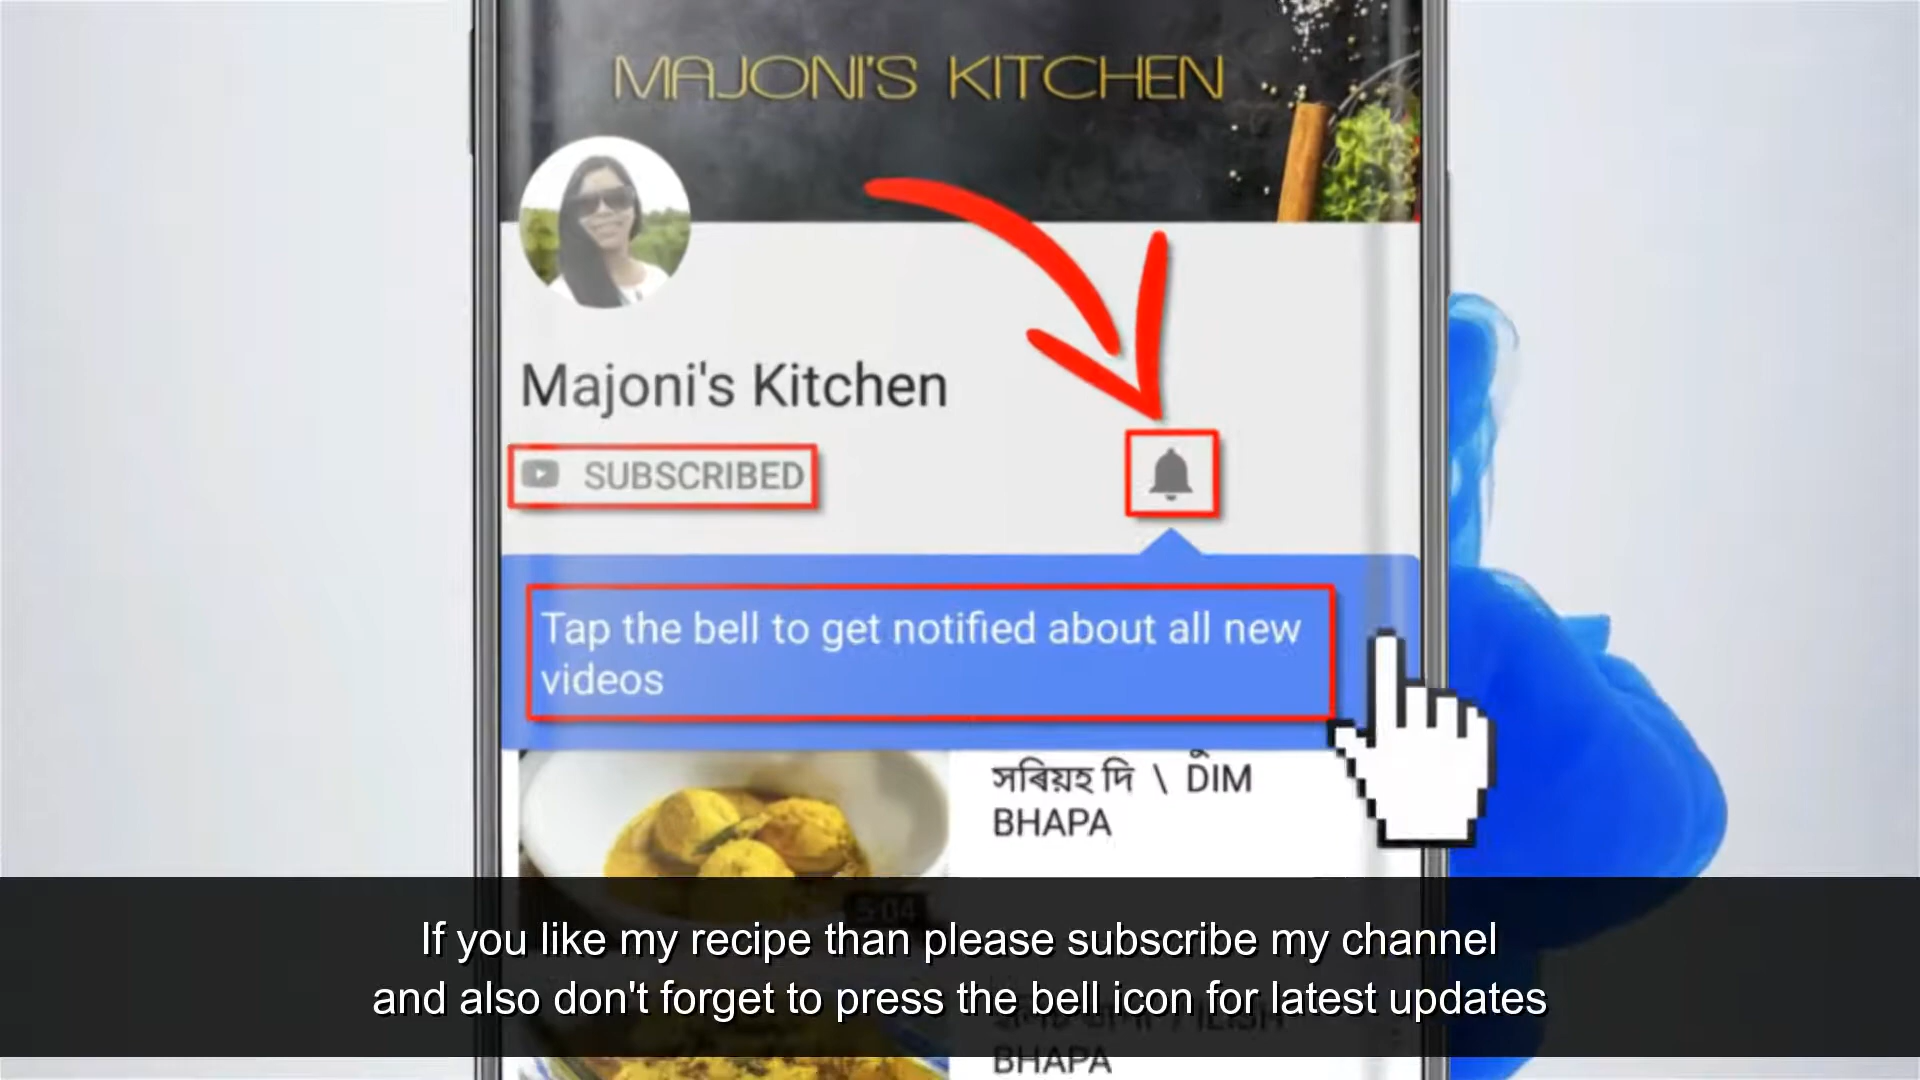 MAJONI'S KITCHEN
Majoni's Kitchen
SUBSCRIBED
Tap the bell to get notified about all new
videos
সৰিয়হ দি \ DIM
BHAPA
5:04
If you like my recipe than please subscribe my channel
and also don't forget to press the bell icon for latest updates
BHAPA